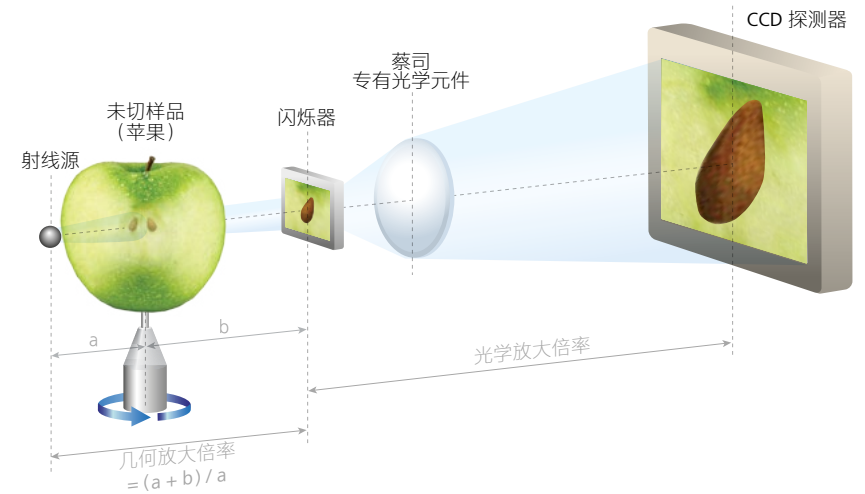 CCD 探测器
蔡司
专有光学元件
未切样品
（苹果）
闪烁器
射线源
a
b
光学放大倍率
几何放大倍率
=(a+b)/a